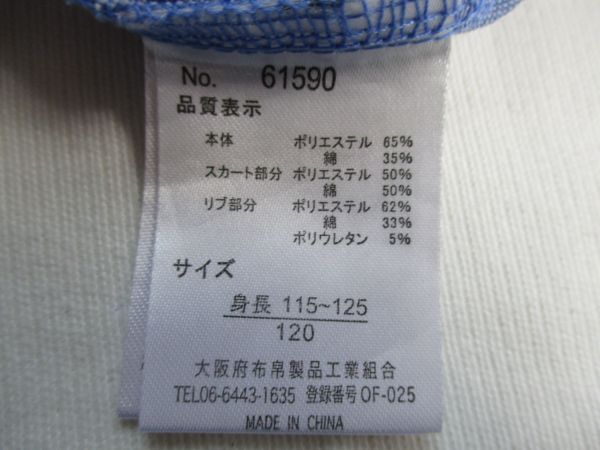 No. 61590
品質表示
本体 ポリエステル 65%
綿 35%
スカート部分 ポリエステル 50%
綿 50%
リブ部分 ポリエステル 62%
綿 33%
ポリウレタン 5%
サイズ
身長 115~125
120
大阪府布帛製品工業組合
TEL06-6443-1635 登録番号OF-025
MADE IN CHINA